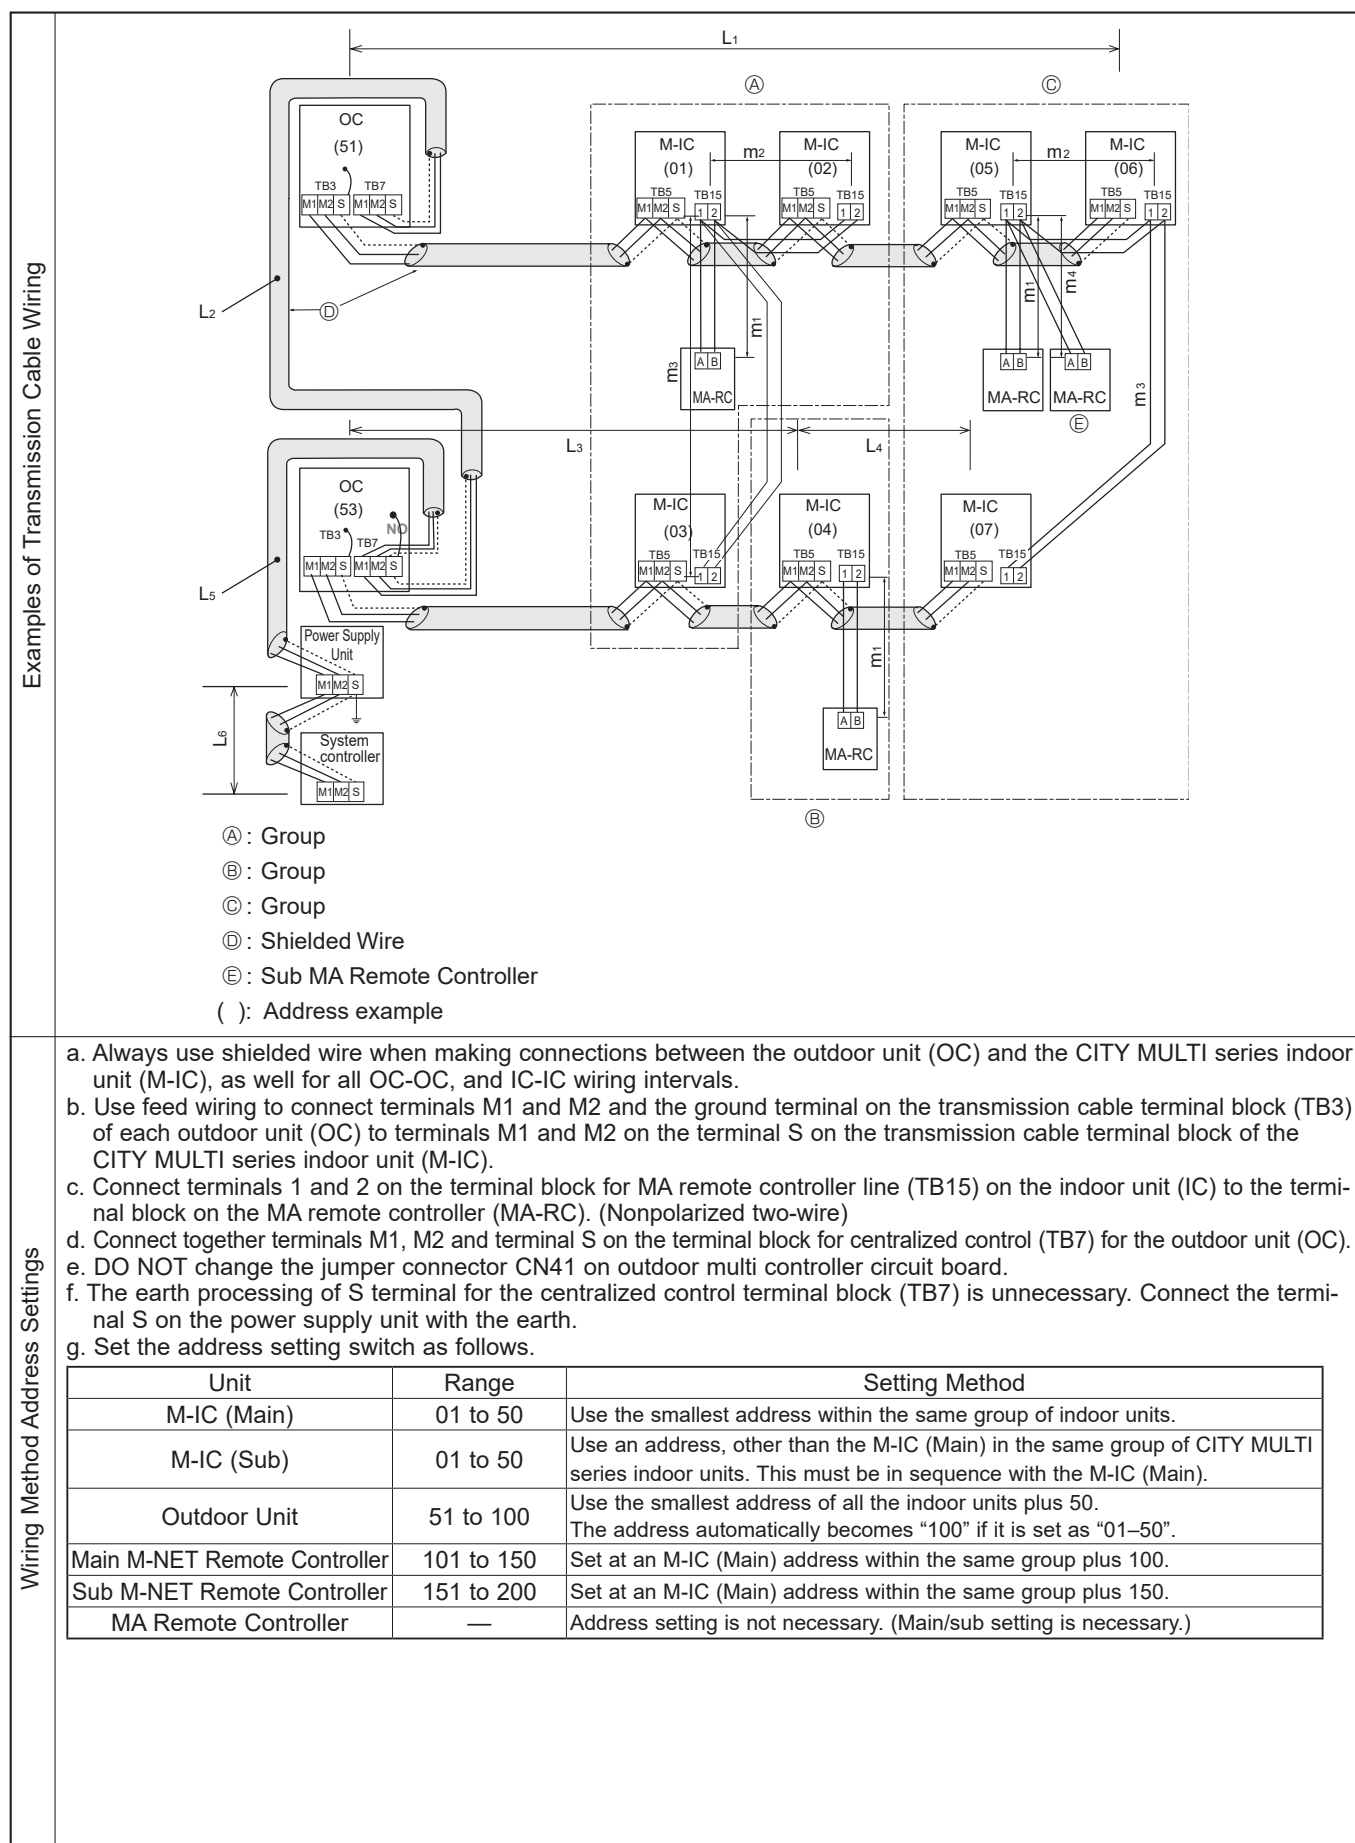 Examples of Transmission Cable Wiring
L1
Ⓐ
Ⓒ
OC
(51)
TB3 TB7
M1 M2 S M1 M2 S
M-IC
(01)
TB5 TB15
M1 M2 S 1 2
m2
M-IC
(02)
TB5 TB15
M1 M2 S 1 2
M-IC
(05)
TB5 TB15
M1 M2 S 1 2
m2
M-IC
(06)
TB5 TB15
M1 M2 S 1 2
L2
Ⓓ
m3
m1
A B
MA-RC
m1
m4
A B
MA-RC
A B
MA-RC
Ⓔ
m3
L3
L4
OC
(53)
NO
TB3 TB7
M1 M2 S M1 M2 S
M-IC
(03)
TB5 TB15
M1 M2 S 1 2
M-IC
(04)
TB5 TB15
M1 M2 S 1 2
M-IC
(07)
TB5 TB15
M1 M2 S 1 2
L5
m1
A B
MA-RC
Ⓑ
Power Supply
Unit
M1 M2 S
L6
System
controller
M1 M2 S
Ⓐ : Group
Ⓑ : Group
Ⓒ : Group
Ⓓ : Shielded Wire
Ⓔ : Sub MA Remote Controller
( ): Address example
Wiring Method Address Settings
a. Always use shielded wire when making connections between the outdoor unit (OC) and the CITY MULTI series indoor
unit (M-IC), as well for all OC-OC, and IC-IC wiring intervals.
b. Use feed wiring to connect terminals M1 and M2 and the ground terminal on the transmission cable terminal block (TB3)
of each outdoor unit (OC) to terminals M1 and M2 on the terminal S on the transmission cable terminal block of the
CITY MULTI series indoor unit (M-IC).
c. Connect terminals 1 and 2 on the terminal block for MA remote controller line (TB15) on the indoor unit (IC) to the termi-
nal block on the MA remote controller (MA-RC). (Nonpolarized two-wire)
d. Connect together terminals M1, M2 and terminal S on the terminal block for centralized control (TB7) for the outdoor unit (OC).
e. DO NOT change the jumper connector CN41 on outdoor multi controller circuit board.
f. The earth processing of S terminal for the centralized control terminal block (TB7) is unnecessary. Connect the termi-
nal S on the power supply unit with the earth.
g. Set the address setting switch as follows.
Unit Range Setting Method
M-IC (Main) 01 to 50 Use the smallest address within the same group of indoor units.
M-IC (Sub) 01 to 50 Use an address, other than the M-IC (Main) in the same group of CITY MULTI
series indoor units. This must be in sequence with the M-IC (Main).
Outdoor Unit 51 to 100 Use the smallest address of all the indoor units plus 50.
The address automatically becomes “100” if it is set as “01–50”.
Main M-NET Remote Controller 101 to 150 Set at an M-IC (Main) address within the same group plus 100.
Sub M-NET Remote Controller 151 to 200 Set at an M-IC (Main) address within the same group plus 150.
MA Remote Controller — Address setting is not necessary. (Main/sub setting is necessary.)